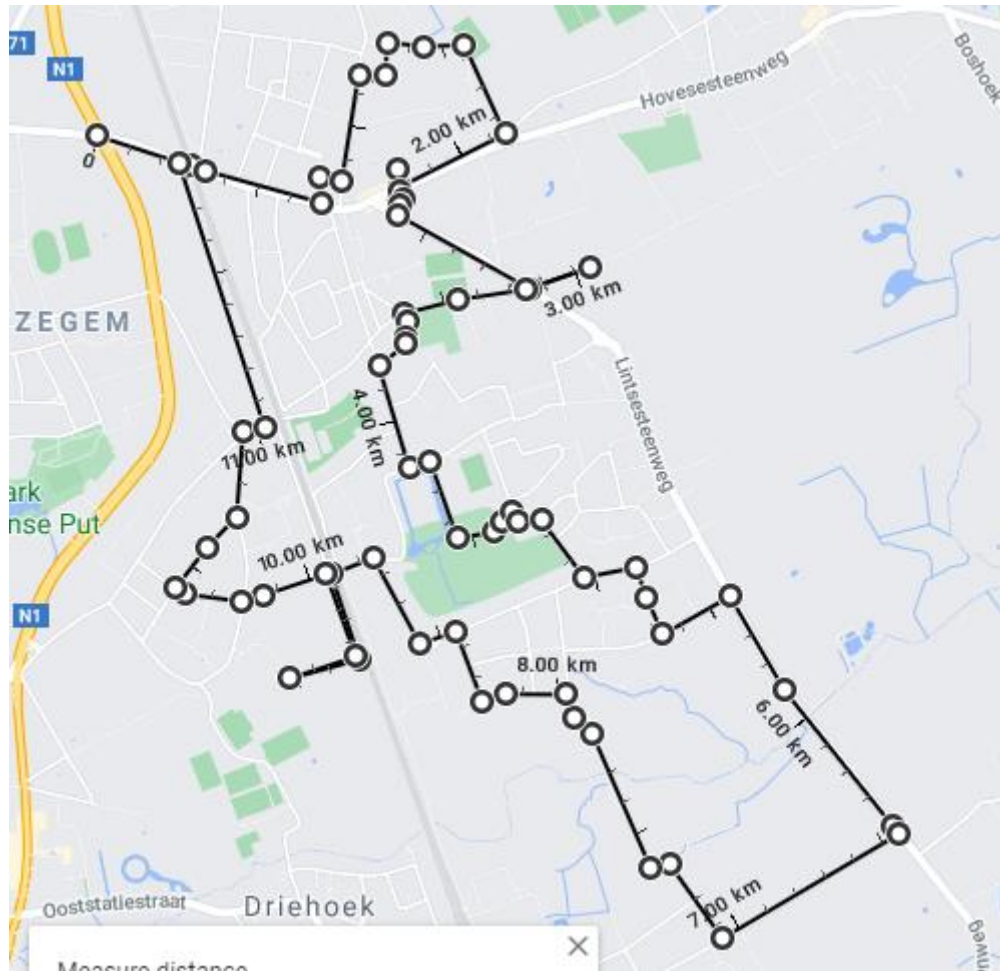 71
N1
Boshoek
Hovesesteenweg
2.00 km
0
3.00 km
ZEGEM
Lintsesteenweg
4.00 km
11.00 km
ark
nse Put
10.00 km
N1
8.00 km
6.00 km
7.00 km
Ooststatiestraat
Driehoek
enweg
Measure distance